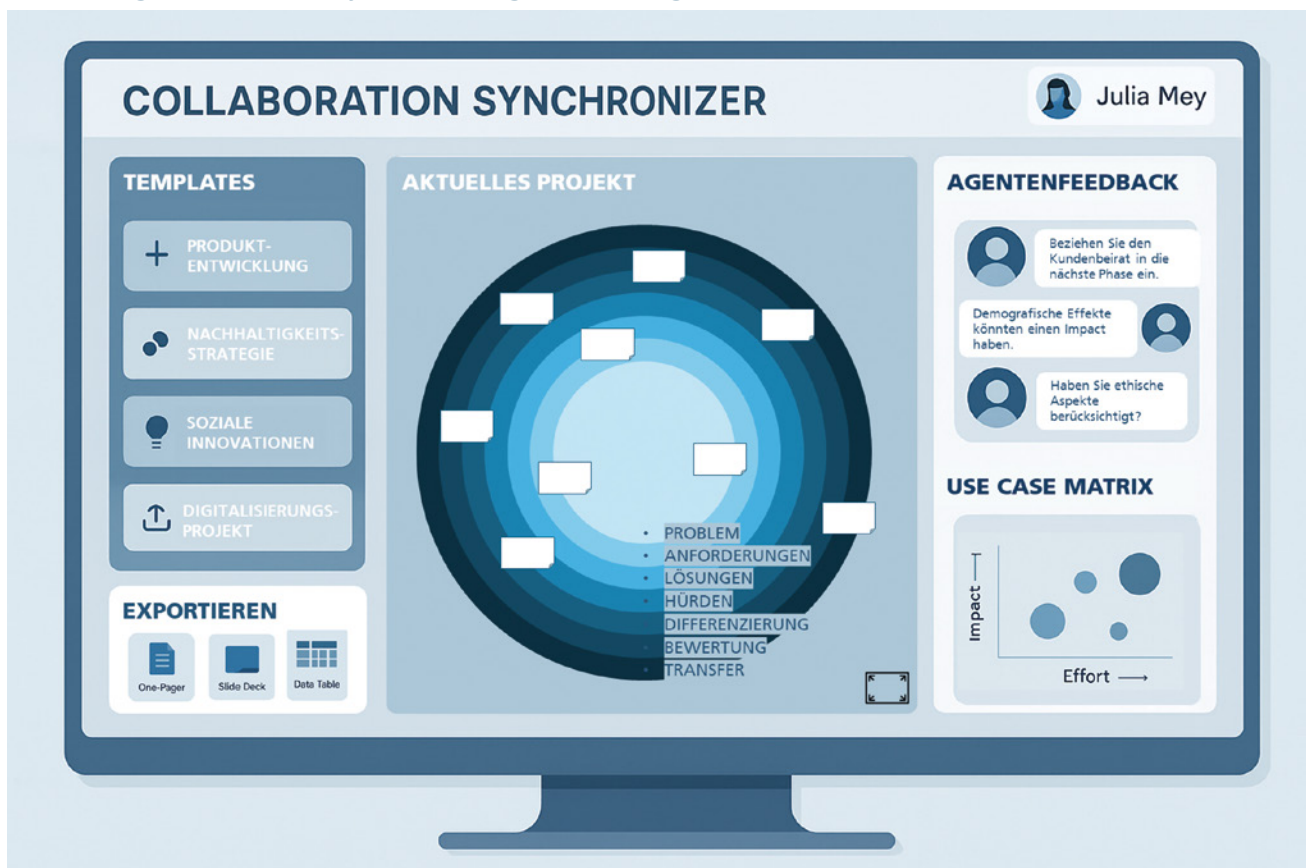 COLLABORATION SYNCHRONIZER
Julia Mey
TEMPLATES
PRODUKT-
ENTWICKLUNG
NACHHALTIGKEITS-
STRATEGIE
SOZIALE
INNOVATIONEN
DIGITALISIERUNGS-
PROJEKT
EXPORTIEREN
One-Pager
Slide Deck
Data Table
AKTUELLES PROJEKT
• PROBLEM
• ANFORDERUNGEN
• LÖSUNGEN
• HÜRDEN
DIFFERENZIERUNG
• BEWERTUNG
• TRANSFER
AGENTENFEEDBACK
Beziehen Sie den
Kundenbeirat in die
nächste Phase ein.
Demografische Effekte
könnten einen Impact
haben.
Haben Sie ethische
Aspekte
berücksichtigt?
USE CASE MATRIX
Impact
Effort